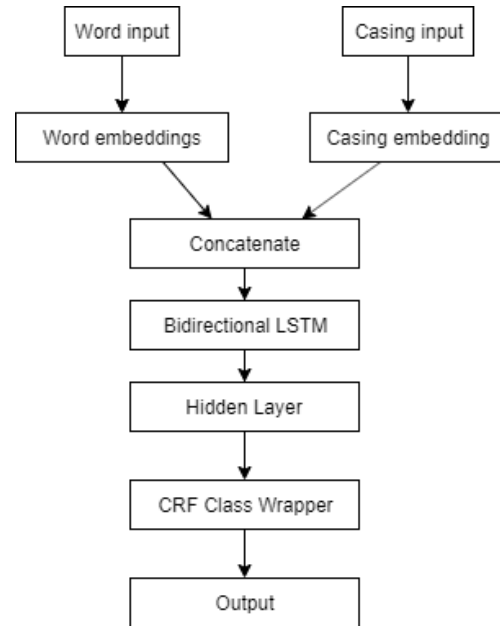 Word input
Casing input
Word embeddings
Casing embedding
Concatenate
Bidirectional LSTM
Hidden Layer
CRF Class Wrapper
Output